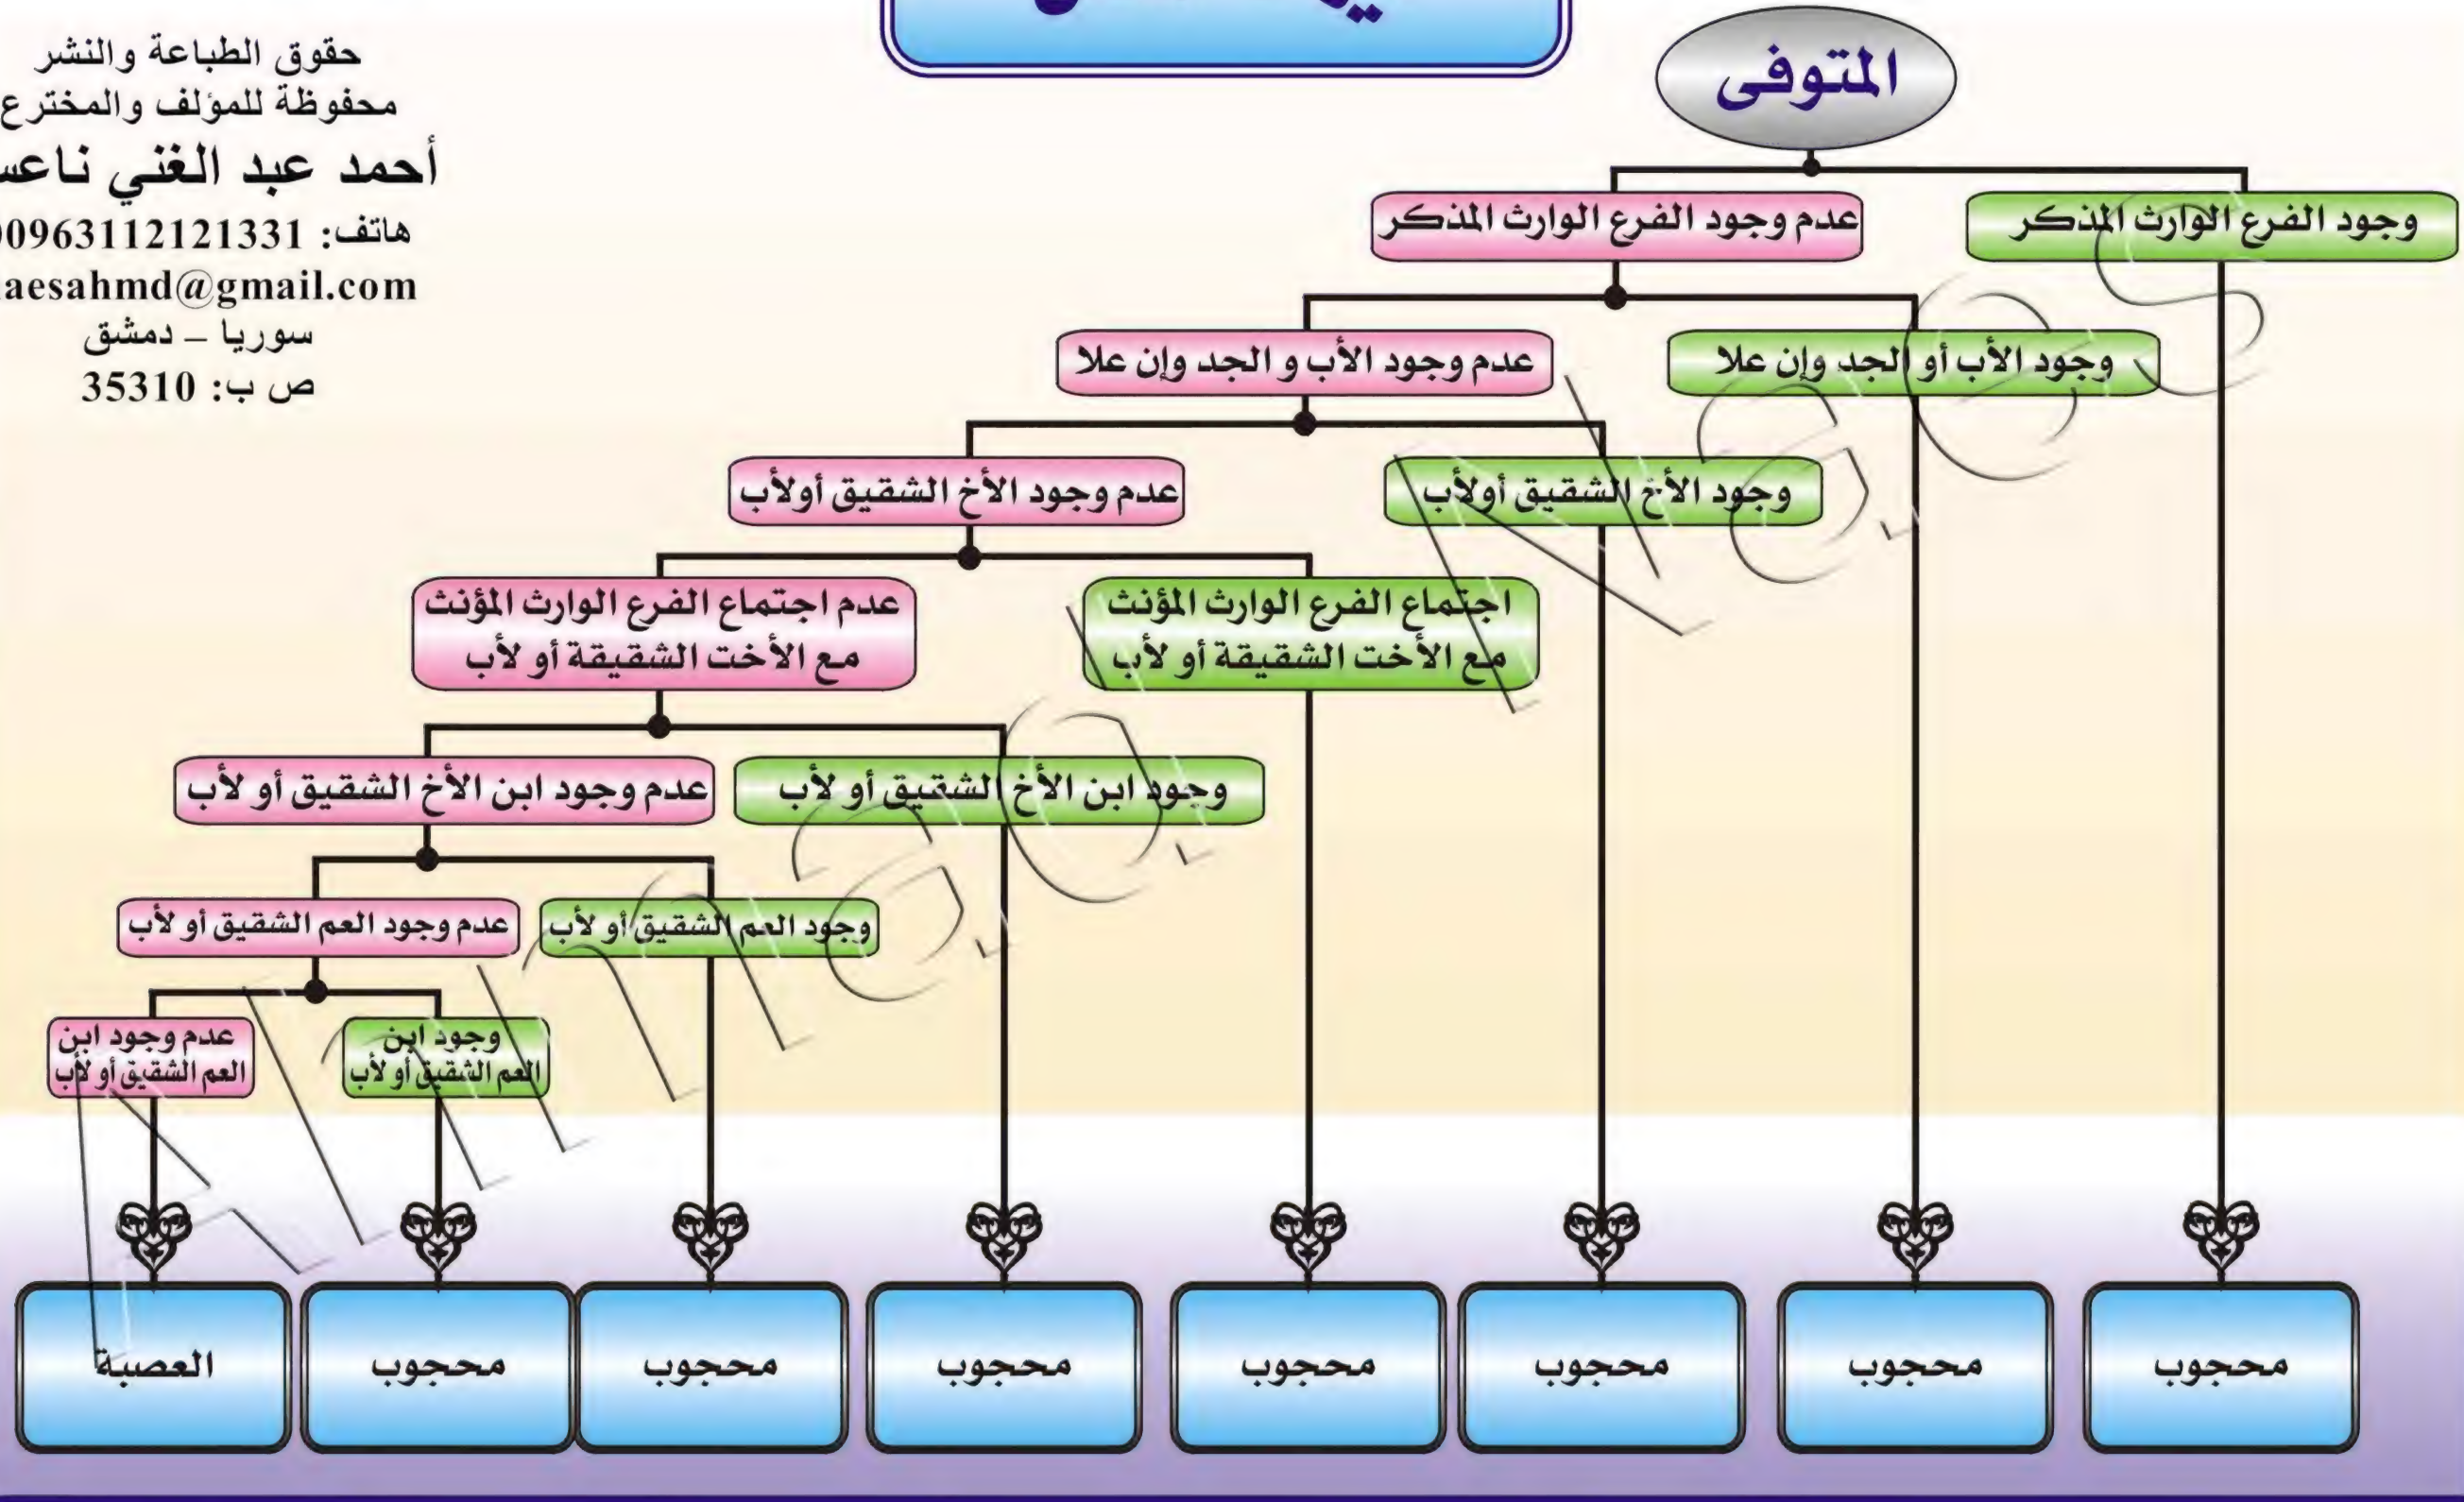 حقوق الطباعة والنشر
محفوظة للمؤلف والمخترع
أحمد عبد الغني
هاتف: 00963112121331
aesahmd@gmail.com
سوريا – دمشق
ص ب: 35310
المتوفى
وجود الفرع الوارث المذكر
عدم وجود الفرع الوارث المذكر
وجود الأب أو الجد وإن علا
عدم وجود الأب و الجد وإن علا
وجود الأخ الشقيق أولأب
عدم وجود الأخ الشقيق أولأب
اجتماع الفرع الوارث المؤنث
مع الأخت الشقيقة أو لأب
عدم اجتماع الفرع الوارث المؤنث
مع الأخت الشقيقة أو لأب
وجود ابن الأخ الشقيق أو لأب
عدم وجود ابن الأخ الشقيق أو لأب
وجود العم الشقيق أو لأب
عدم وجود العم الشقيق أو لأب
وجود ابن
العم الشقيق أو لأب
عدم وجود ابن
العم الشقيق أو لأب
محجوب
محجوب
محجوب
محجوب
محجوب
محجوب
محجوب
العصبة
Ahmad Naes